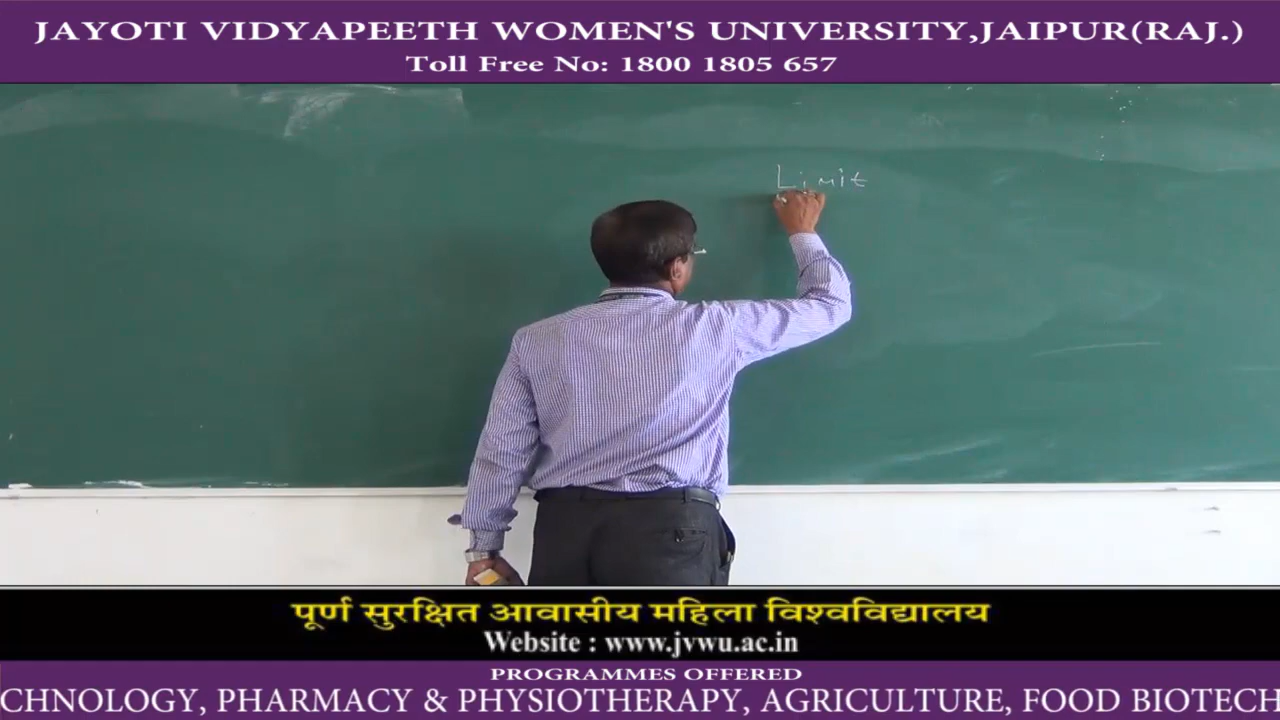 JAYOTI VIDYAPEETH WOMEN'S UNIVERSITY,JAIPUR(RAJ.)
Toll Free No: 1800 1805 657
Limit
पूर्ण सुरक्षित आवासीय महिला विश्वविद्यालय
Website : www.jvwu.ac.in
PROGRAMMES OFFERED
CHNOLOGY, PHARMACY & PHYSIOTHERAPY, AGRICULTURE, FOOD BIOTECH